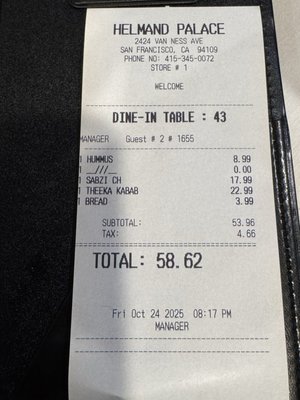 HELMAND PALACE
2424 VAN NESS AVE
SAN FRANCISCO, CA 94109
PHONE NO: 415-345-0072
STORE # 1
WELCOME
DINE-IN TABLE : 43
MANAGER Guest # 2 # 1655
1 HUMMUS 8.99
1 __///__ 0.00
1 SABZI CH 17.99
1 THEEKA KABAB 22.99
1 BREAD 3.99
SUBTOTAL: 53.96
TAX: 4.66
TOTAL: 58.62
Fri Oct 24 2025 08:17 PM
MANAGER